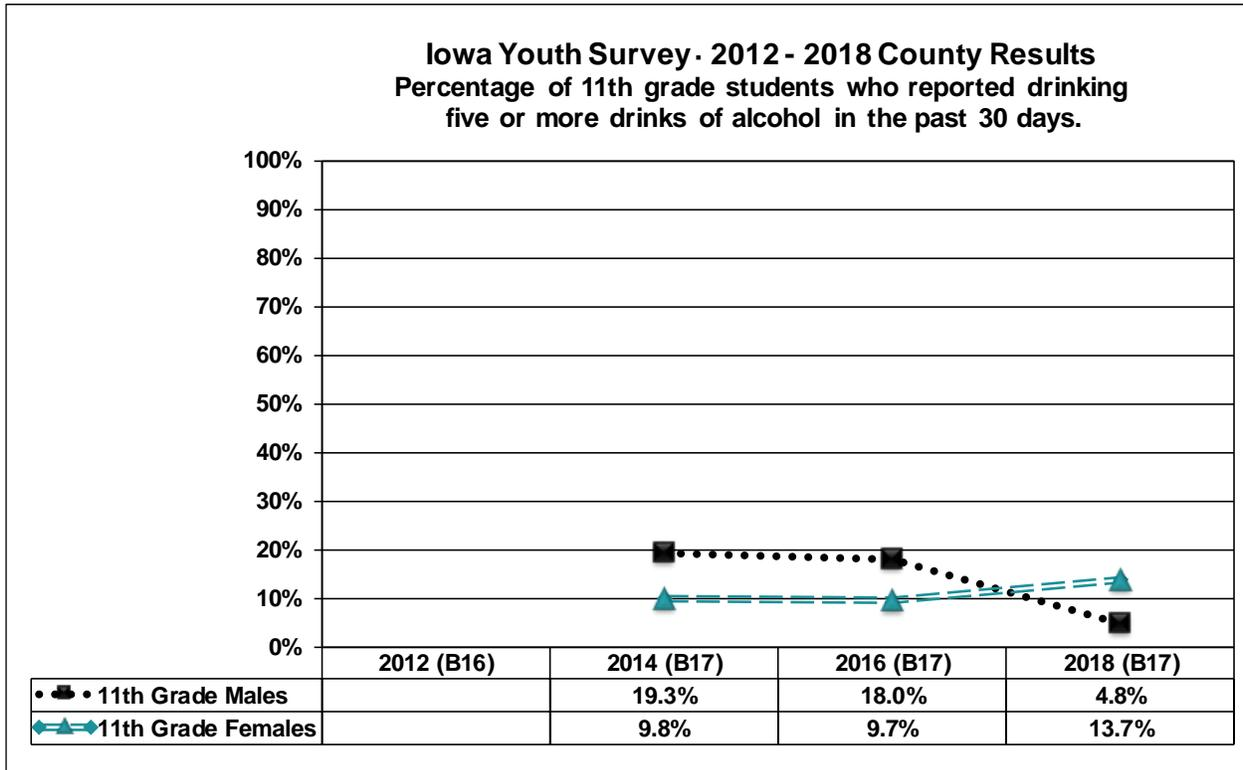 Iowa Youth Survey · 2012 - 2018 County Results
Percentage of 11th grade students who reported drinking
five or more drinks of alcohol in the past 30 days.
100%
90%
80%
70%
60%
50%
40%
30%
20%
10%
0%
2012 (B16) 2014 (B17) 2016 (B17) 2018 (B17)
11th Grade Males 19.3% 18.0% 4.8%
11th Grade Females 9.8% 9.7% 13.7%